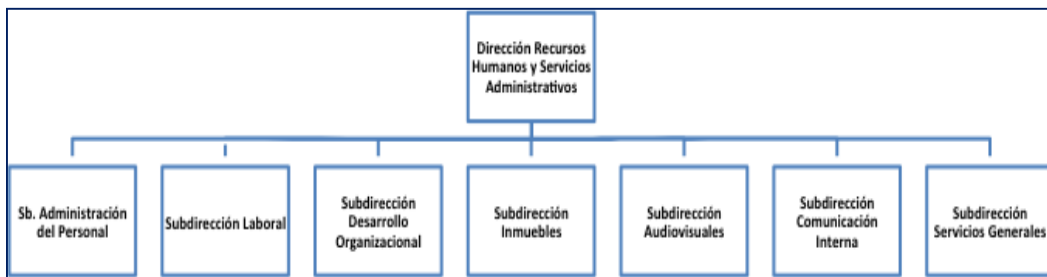 Dirección Recursos
Humanos y Servicios
Administrativos
Sb. Administración
del Personal
Subdirección Laboral
Subdirección
Desarrollo
Organizacional
Subdirección
Inmuebles
Subdirección
Audiovisuales
Subdirección
Comunicación
Interna
Subdirección
Servicios Generales